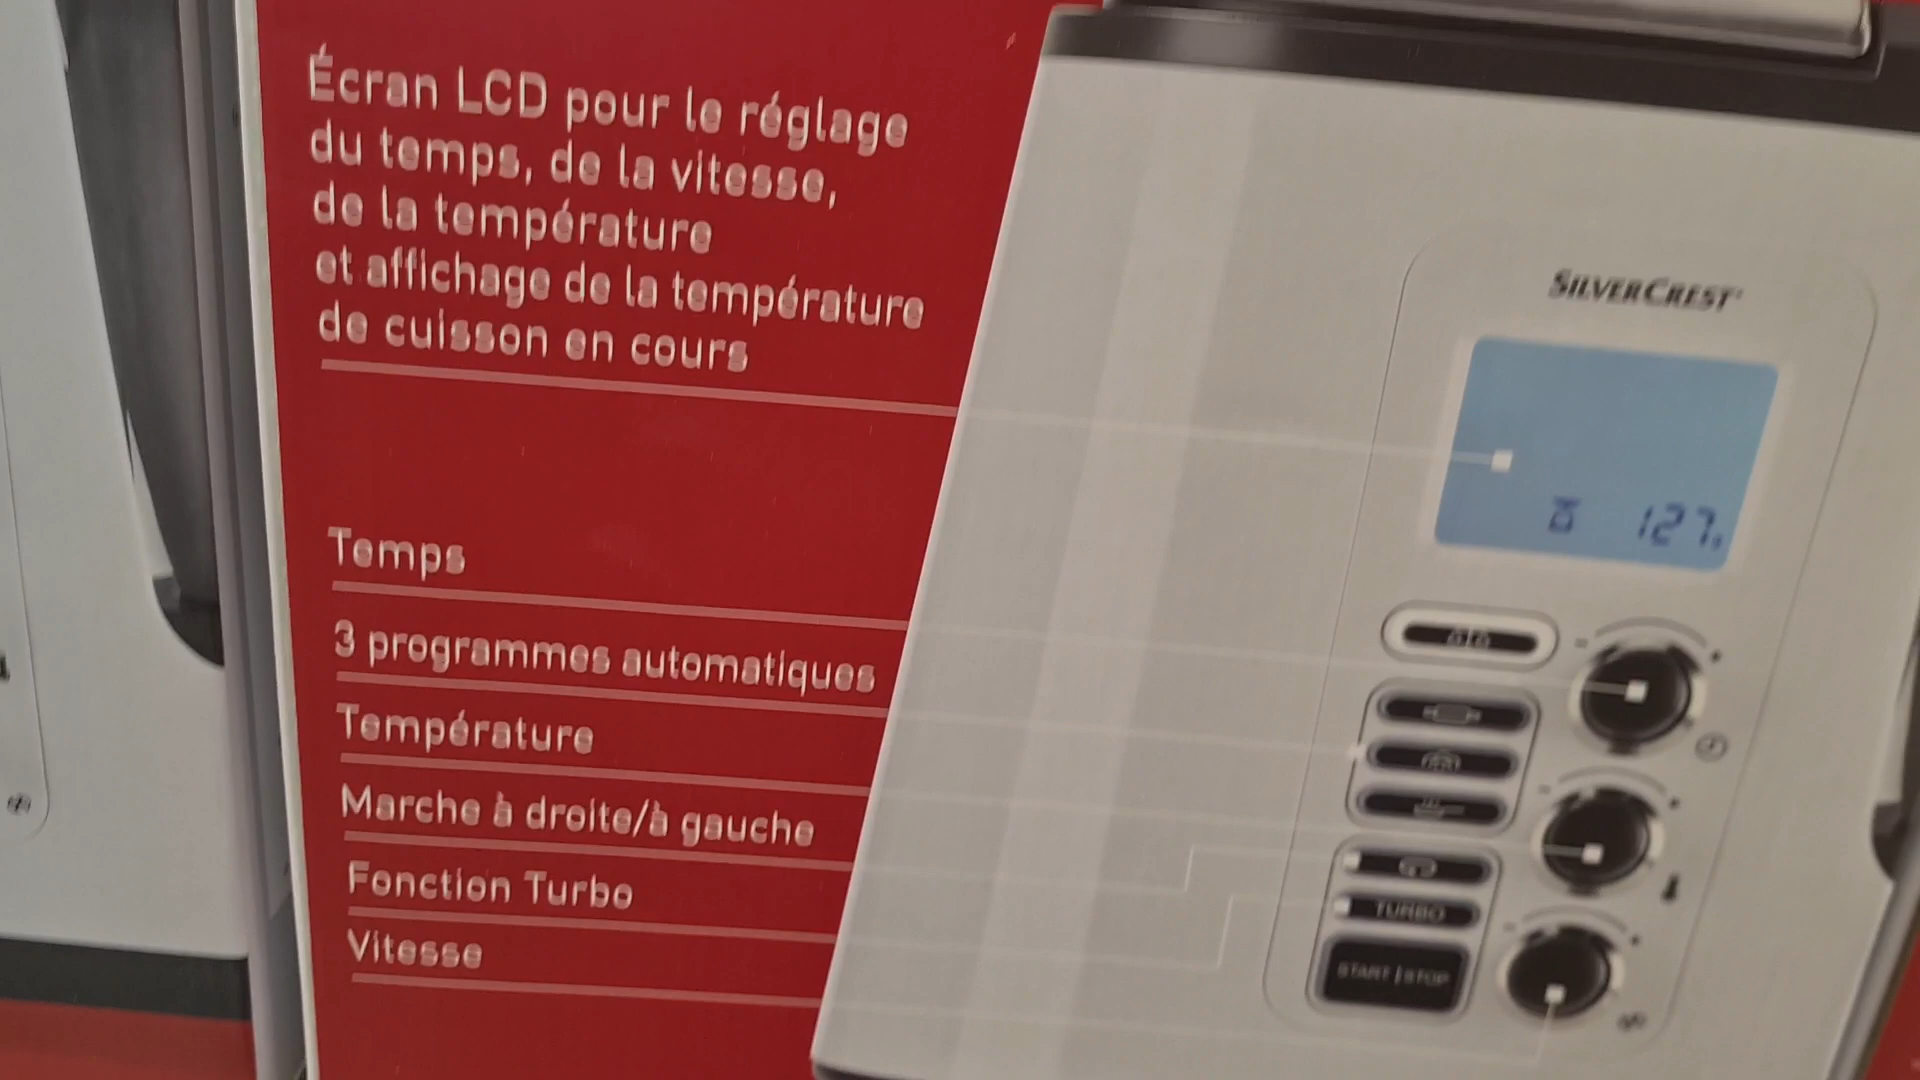 Écran LCD pour le réglage
du temps, de la vitesse,
de la température
et affichage de la température
de cuisson en cours
Temps
3 programmes automatiques
Température
Marche à droite/à gauche
Fonction Turbo
Vitesse
SILVERCREST
127
TURBO
START | STOP